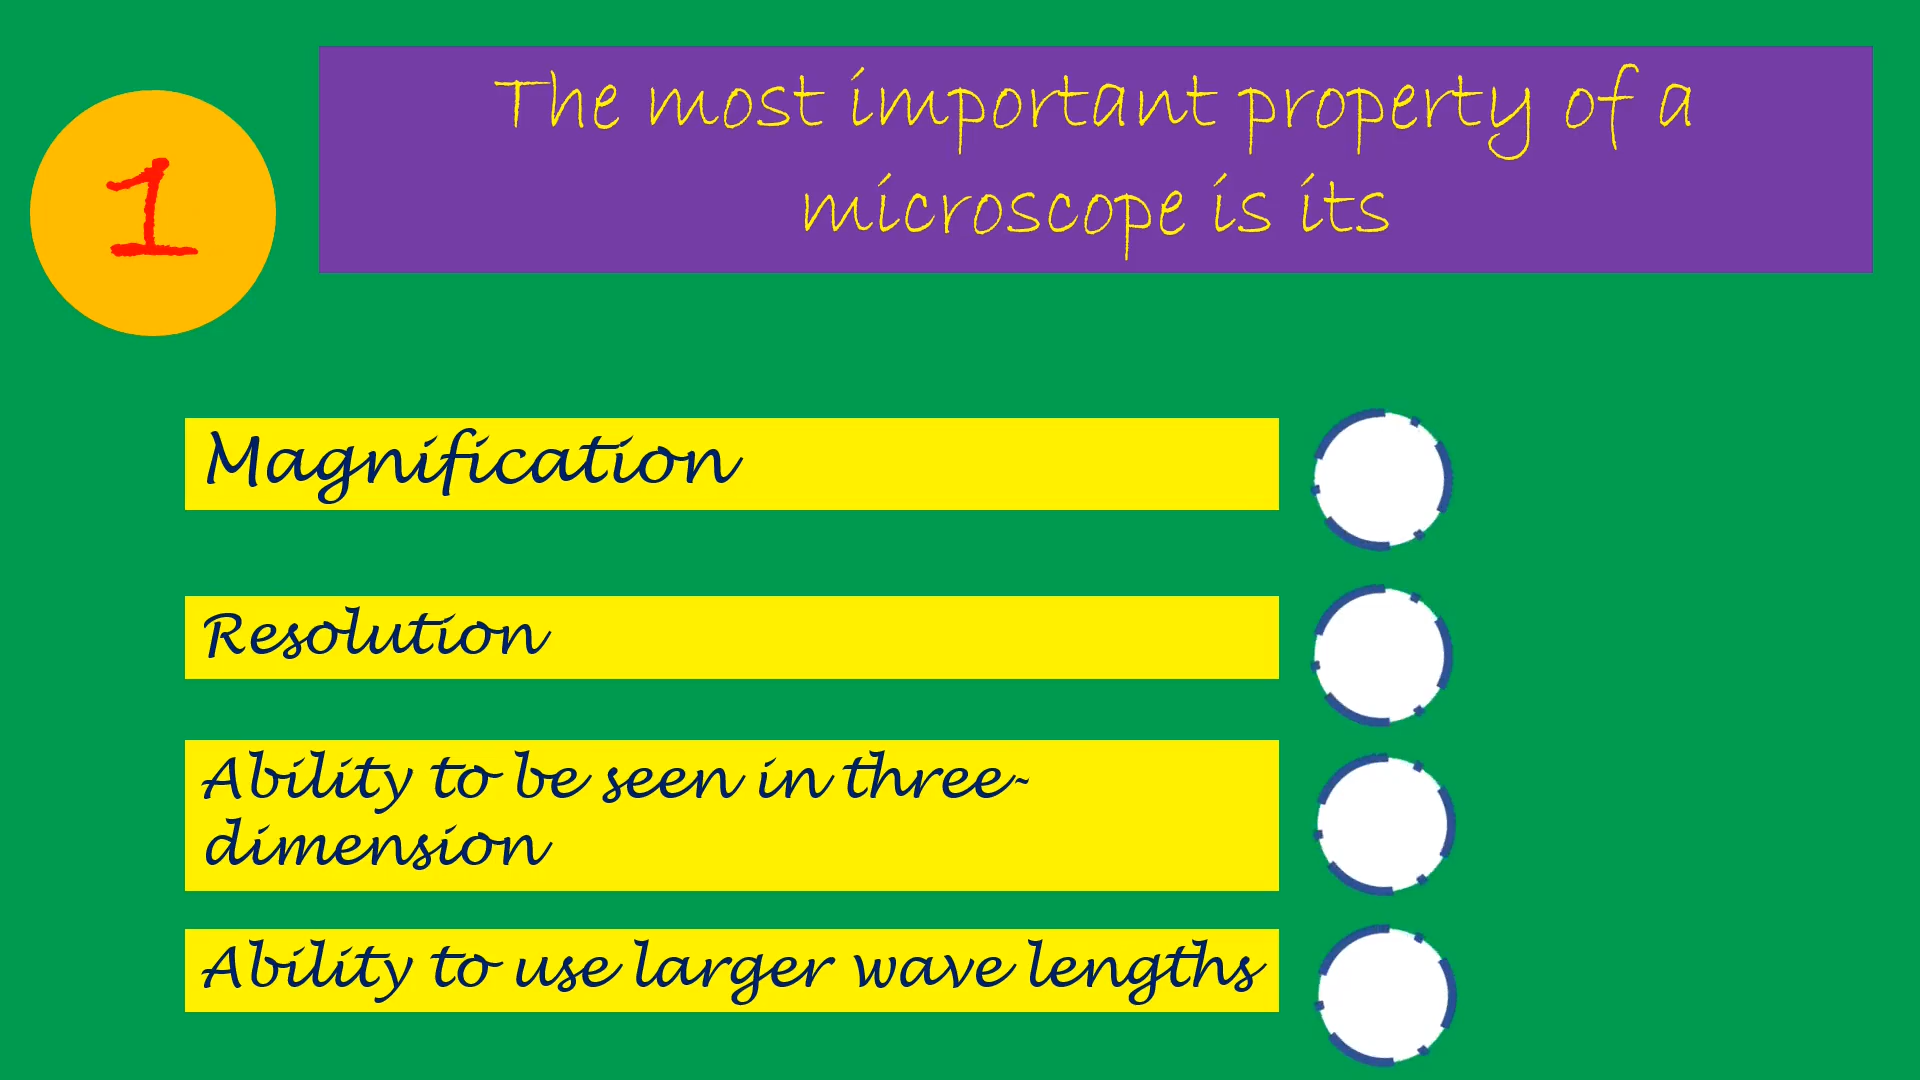 1
The most important property of a
microscope is its
Magnification
Resolution
Ability to be seen in three-
dimension
Ability to use larger wave lengths